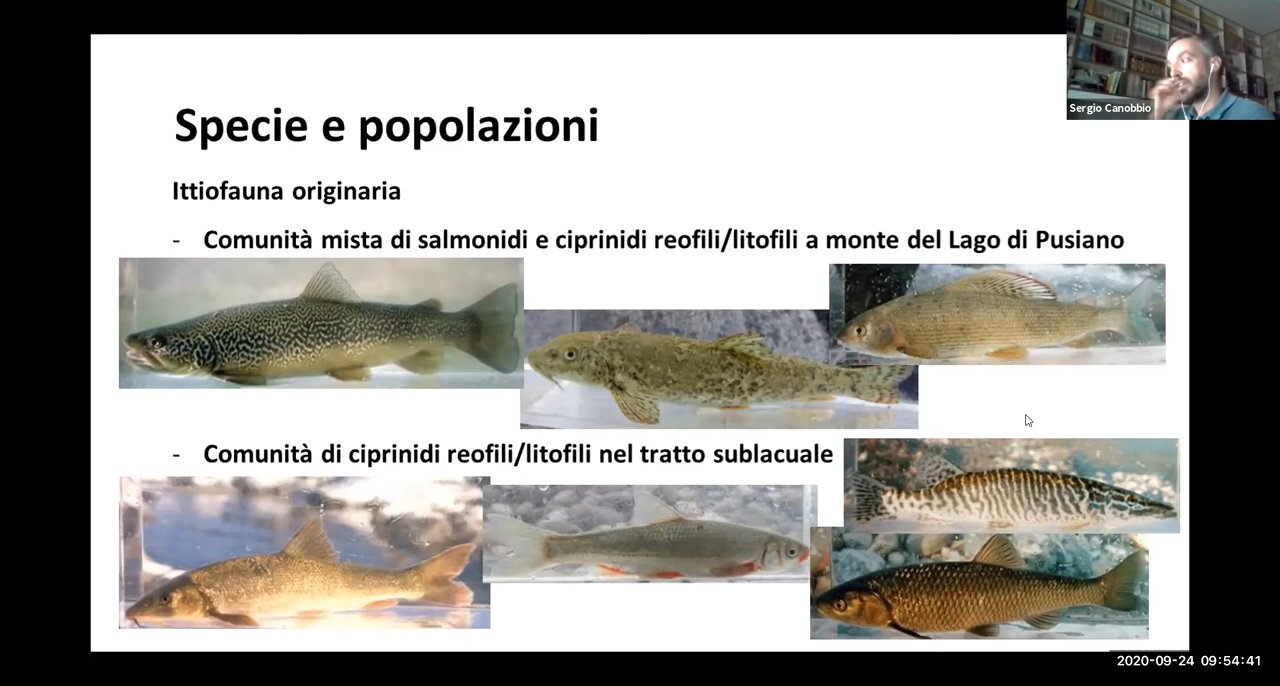 Sergio Canobbio
Specie e popolazioni
Ittiofauna originaria
- Comunità mista di salmonidi e ciprinidi reofili/litofili a monte del Lago di Pusiano
- Comunità di ciprinidi reofili/litofili nel tratto sublacuale
2020-09-24 09:54:41